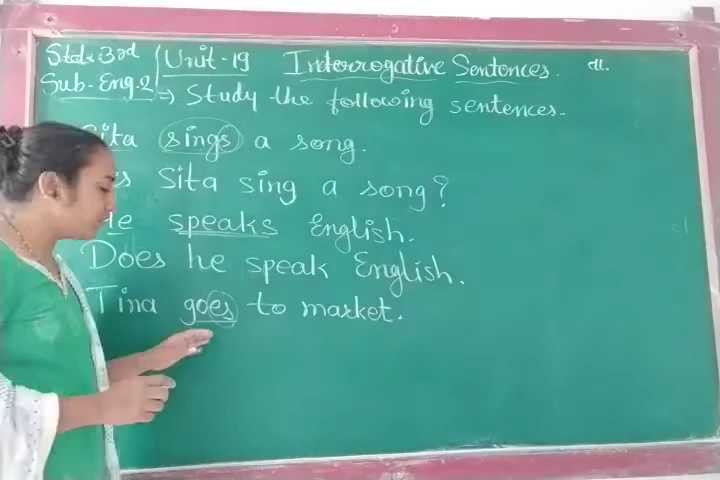 Std:- 3rd
Sub- Eng.2
Unit-19 Interrogative Sentences.
→ Study the following sentences.
Sita sings a song.
Sita sing a song?
He speaks English.
Does he speak English.
Tina goes to market.